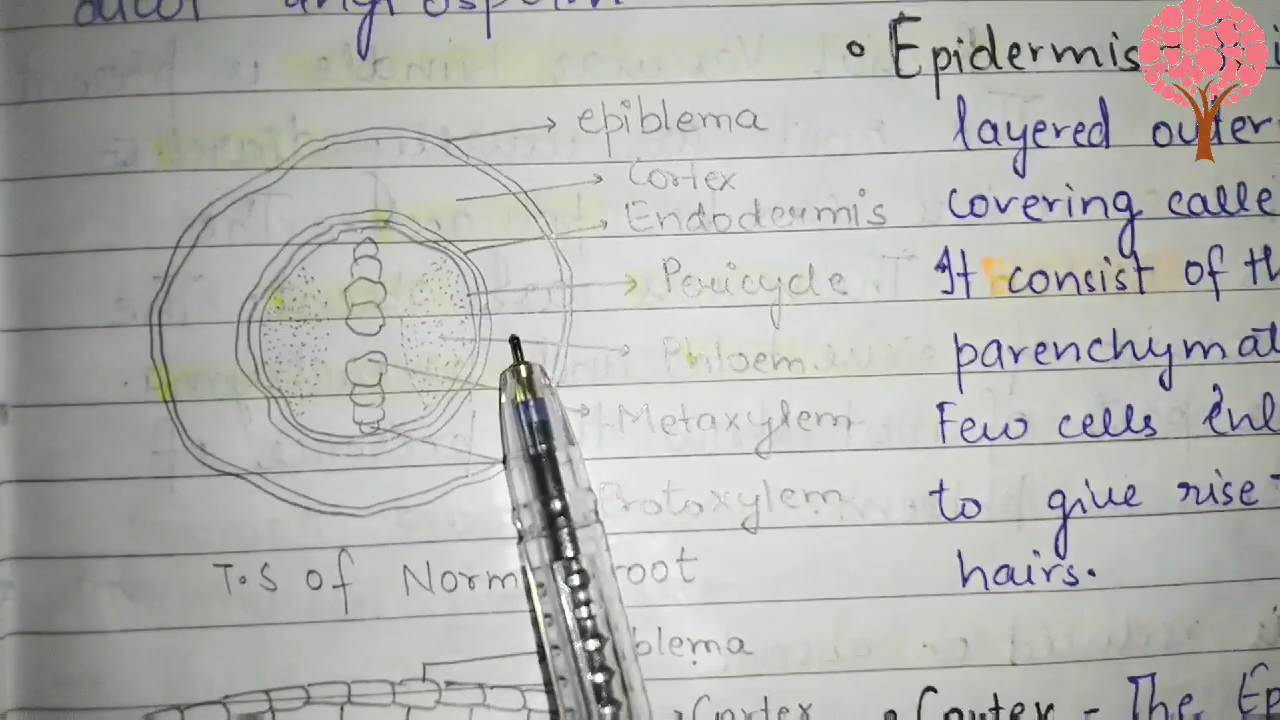 angiosperm
epiblema
Cortex
Endodermis
Pericycle
Phloem
Metaxylem
Protoxylem
T.S of Norm root
blema
Cortex
• Epidermis -
layered outer
covering calle
It consist of th
parenchymat
Few cells enl
to give rise
hairs.
• Cortex - The Ep